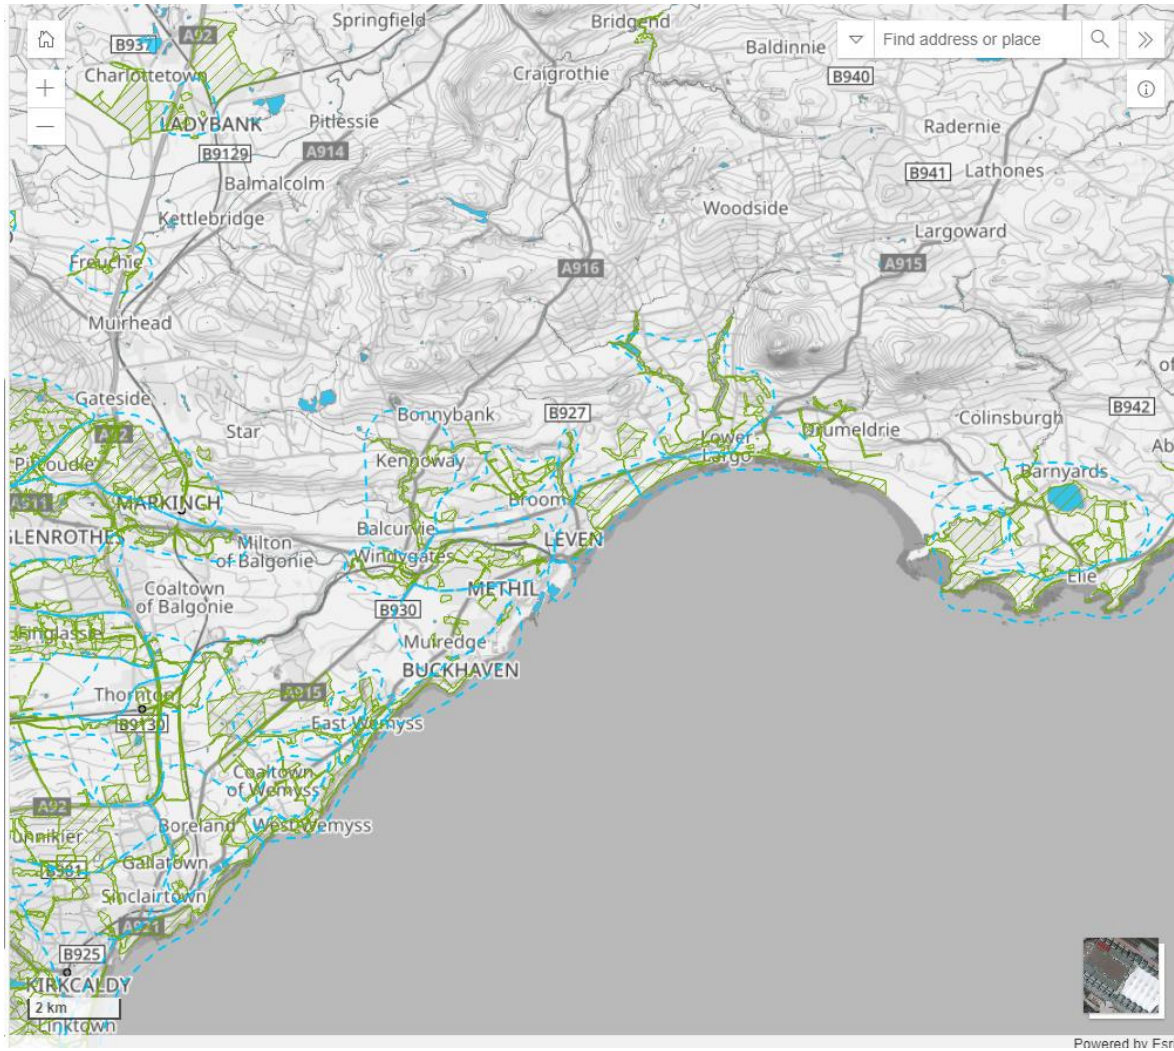 Springfield
Bridgend
A92
B937
Baldinnie
Find address or place
Charlottetown
Craigrothie
B940
LADYBANK
Pitlessie
Radernie
B9129
A914
Balmalcolm
B941
Lathones
Kettlebridge
Woodside
Largoward
Freuchie
A916
A915
Muirhead
Gateside
Star
Bonnybank
B927
Colinsburgh
B942
Kennoway
Lower
Largo
Drumeldrie
Barnyards
MARKINCH
Broom
Balcurvie
GLENROTHES
Milton
of Balgonie
Windygates
LEVEN
Coaltown
of Balgonie
METHIL
Elie
B930
Muiredge
BUCKHAVEN
Thornton
A915
B9130
East Wemyss
Coaltown
of Wemyss
A92
Boreland
West Wemyss
B981
Gallatown
Sinclairtown
A921
B925
KIRKCALDY
2 km
Linktown
Powered by Esri